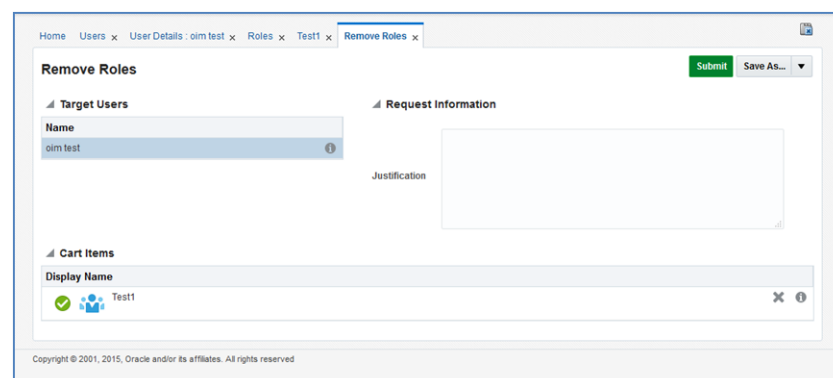 Home Users x User Details : oim test x Roles x Test1 x Remove Roles x
Remove Roles
Submit Save As...
Target Users
Request Information
Name
oim test
Justification
Cart Items
Display Name
Test1
Copyright © 2001, 2015, Oracle and/or its affiliates. All rights reserved